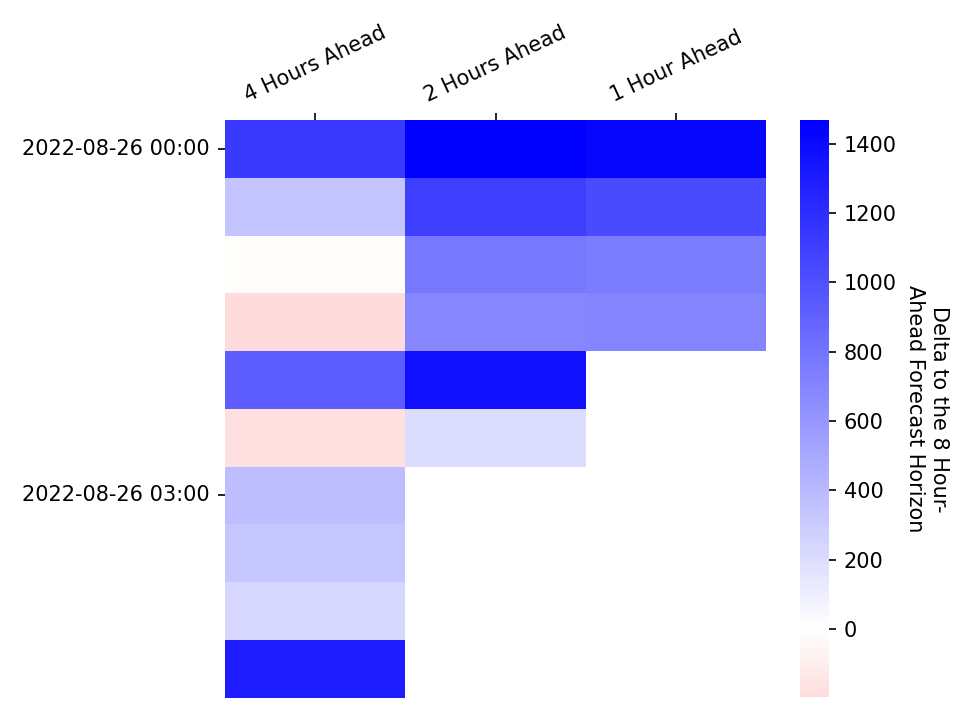 4 Hours Ahead
2 Hours Ahead
1 Hour Ahead
2022-08-26 00:00
2022-08-26 03:00
1400
1200
1000
800
600
400
200
0
Delta to the 8 Hour-
Ahead Forecast Horizon